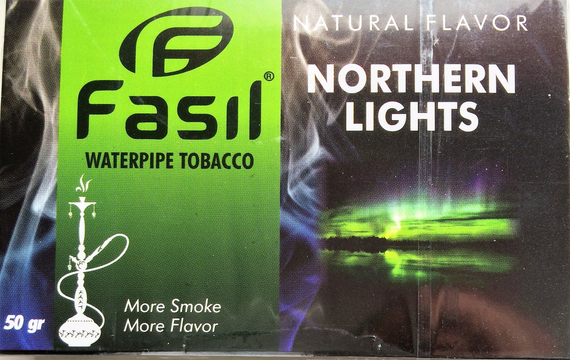 Fasil®
WATERPIPE TOBACCO
More Smoke
More Flavor
50 gr
NATURAL FLAVOR
NORTHERN
LIGHTS